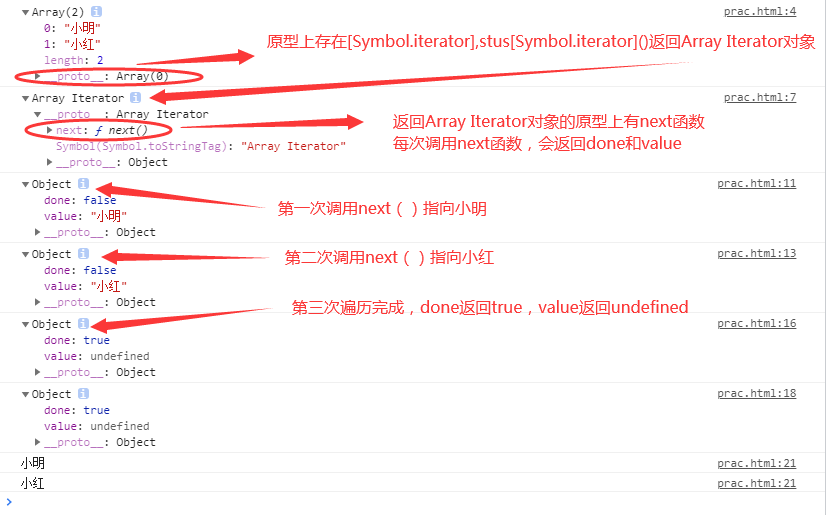 ▼Array(2) i prac.html:4
0: "小明"
1: "小红"
length: 2
▶__proto__: Array(0)
原型上存在[Symbol.iterator],stus[Symbol.iterator]()返回Array Iterator对象
▼Array Iterator i prac.html:7
▼__proto__: Array Iterator
▶next: ƒ next()
Symbol(Symbol.toStringTag): "Array Iterator"
▶__proto__: Object
返回Array Iterator对象的原型上有next函数
每次调用next函数，会返回done和value
▼Object i prac.html:11
done: false
value: "小明"
▶__proto__: Object
第一次调用next（）指向小明
▼Object i prac.html:13
done: false
value: "小红"
▶__proto__: Object
第二次调用next（）指向小红
第三次遍历完成，done返回true，value返回undefined
▼Object i prac.html:16
done: true
value: undefined
▶__proto__: Object
▼Object i prac.html:18
done: true
value: undefined
▶__proto__: Object
小明 prac.html:21
小红 prac.html:21
>